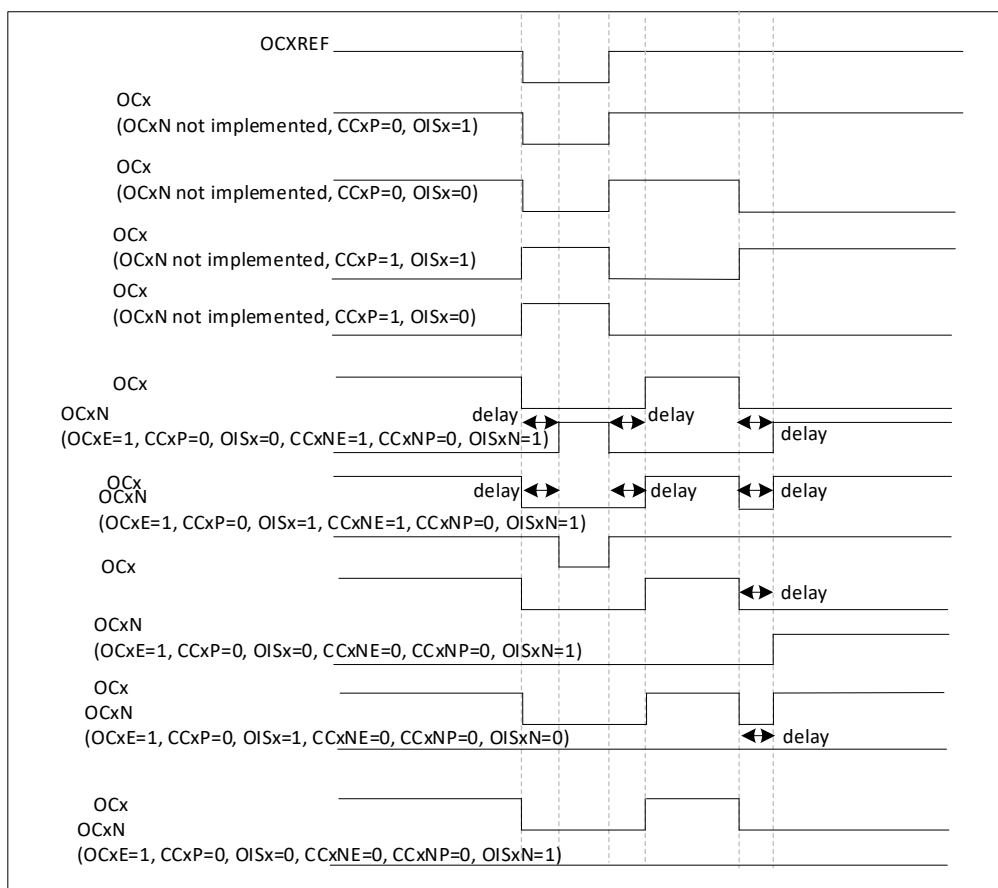 OCXREF
OCx
(OCxN not implemented, CCxP=0, OISx=1)
OCx
(OCxN not implemented, CCxP=0, OISx=0)
OCx
(OCxN not implemented, CCxP=1, OISx=1)
OCx
(OCxN not implemented, CCxP=1, OISx=0)
OCx
OCxN
delay
delay
(OCxE=1, CCxP=0, OISx=0, CCxNE=1, CCxNP=0, OISxN=1)
delay
OCx
delay
delay
delay
OCxN
(OCxE=1, CCxP=0, OISx=1, CCxNE=1, CCxNP=0, OISxN=1)
OCx
delay
OCxN
(OCxE=1, CCxP=0, OISx=0, CCxNE=0, CCxNP=0, OISxN=1)
OCx
OCxN
(OCxE=1, CCxP=0, OISx=1, CCxNE=0, CCxNP=0, OISxN=0)
delay
OCx
OCxN
(OCxE=1, CCxP=0, OISx=0, CCxNE=0, CCxNP=0, OISxN=1)